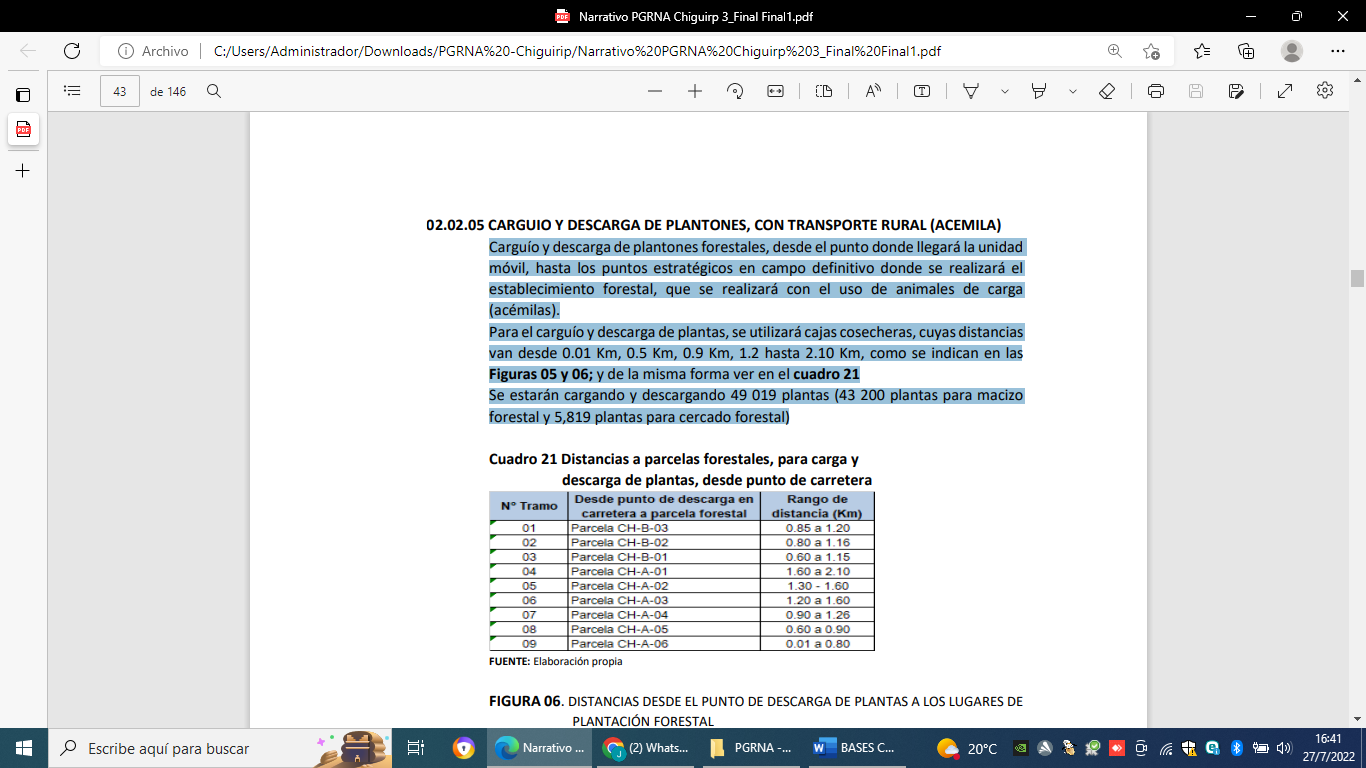 Narrativo PGRNA Chiguirp 3_Final Final1.pdf
Archivo C:/Users/Administrador/Downloads/PGRNA%20-Chiguirip/Narrativo%20PGRNA%20Chiguirp%203_Final%20Final1.pdf
43 de 146
02.02.05 CARGUIO Y DESCARGA DE PLANTONES, CON TRANSPORTE RURAL (ACEMILA)
Carguío y descarga de plantones forestales, desde el punto donde llegará la unidad
móvil, hasta los puntos estratégicos en campo definitivo donde se realizará el
establecimiento forestal, que se realizará con el uso de animales de carga
(acémilas).
Para el carguío y descarga de plantas, se utilizará cajas cosecheras, cuyas distancias
van desde 0.01 Km, 0.5 Km, 0.9 Km, 1.2 hasta 2.10 Km, como se indican en las
Figuras 05 y 06; y de la misma forma ver en el cuadro 21
Se estarán cargando y descargando 49 019 plantas (43 200 plantas para macizo
forestal y 5,819 plantas para cercado forestal)
Cuadro 21 Distancias a parcelas forestales, para carga y
descarga de plantas, desde punto de carretera
N° Tramo Desde punto de descarga en carretera a parcela forestal Rango de distancia (Km)
01 Parcela CH-B-03 0.85 a 1.20
02 Parcela CH-B-02 0.80 a 1.16
03 Parcela CH-B-01 0.60 a 1.15
04 Parcela CH-A-01 1.60 a 2.10
05 Parcela CH-A-02 1.30 - 1.60
06 Parcela CH-A-03 1.20 a 1.60
07 Parcela CH-A-04 0.90 a 1.26
08 Parcela CH-A-05 0.60 a 0.90
09 Parcela CH-A-06 0.01 a 0.80
FUENTE: Elaboración propia
FIGURA 06. DISTANCIAS DESDE EL PUNTO DE DESCARGA DE PLANTAS A LOS LUGARES DE
PLANTACIÓN FORESTAL
Escribe aquí para buscar Narrativo ... (2) Whats... PGRNA -... BASES C... 20°C 16:41
27/7/2022